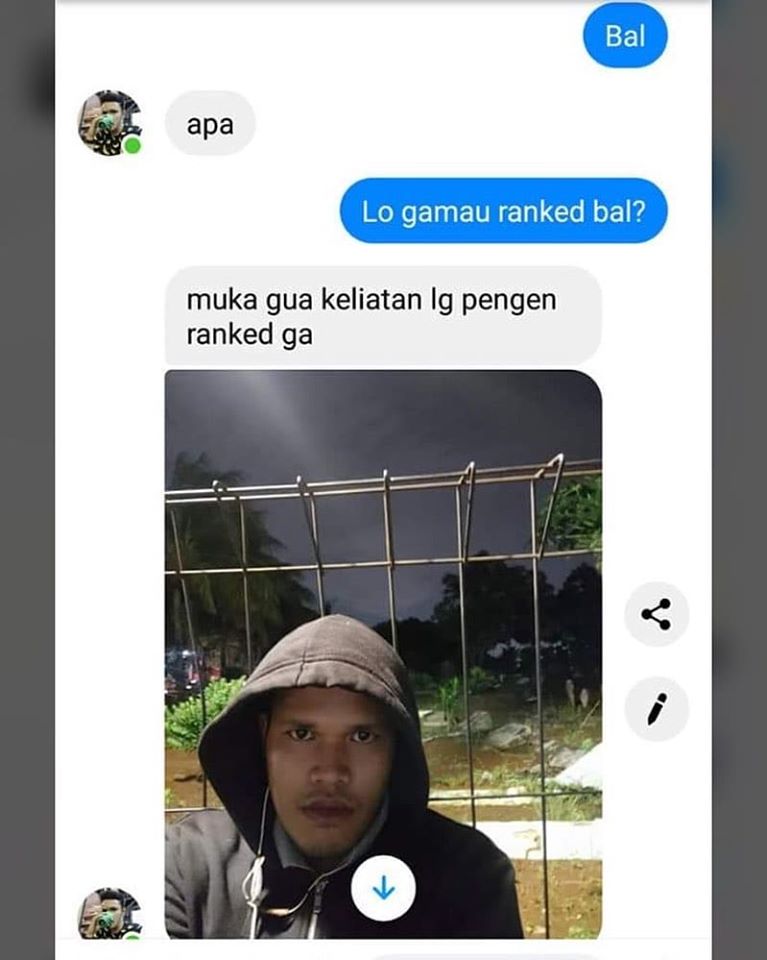 Bal
apa
Lo gamau ranked bal?
muka gua keliatan lg pengen
ranked ga